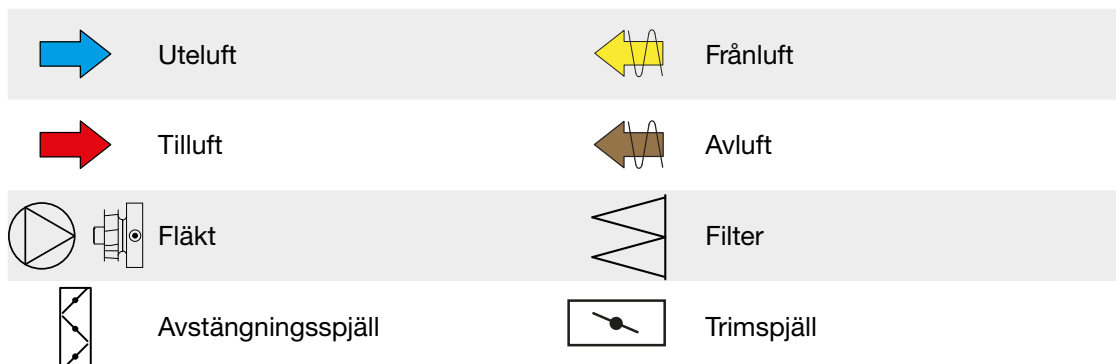 Uteluft
Frånluft
Tilluft
Avluft
Fläkt
Filter
Avstängningsspjäll
Trimspjäll